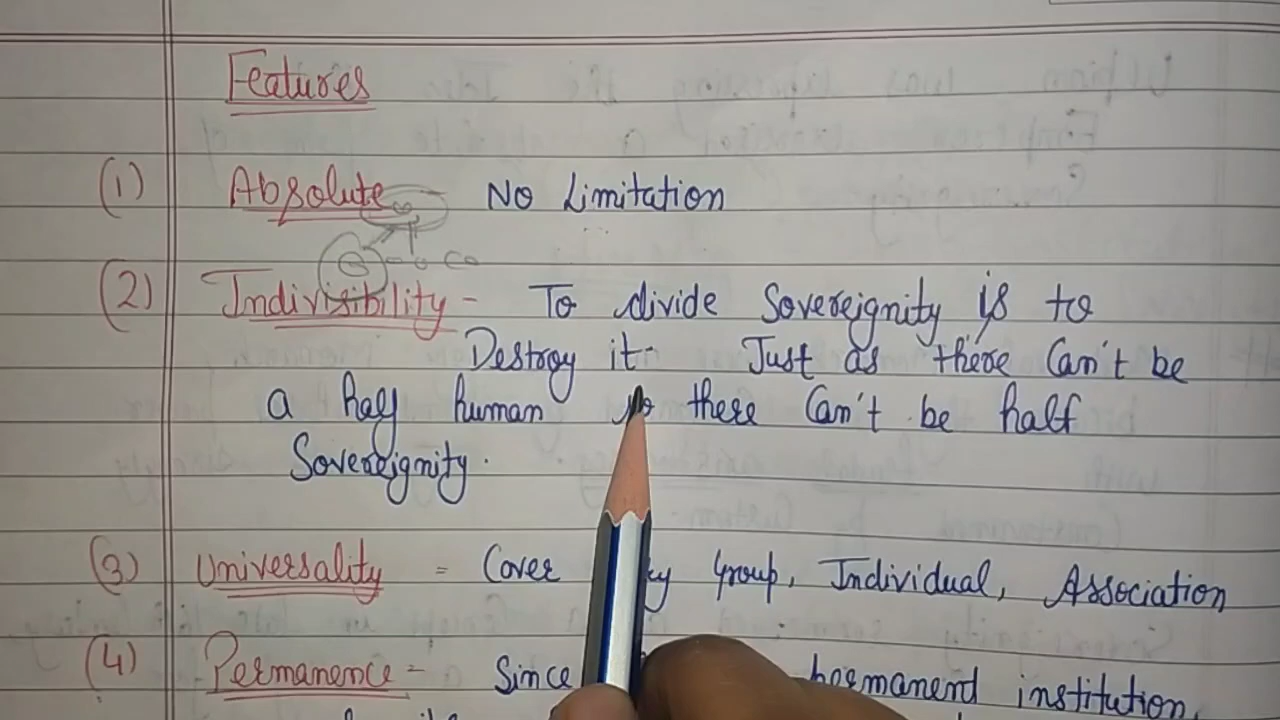 Features
(1) Absolute - No Limitation
(2) Indivisibility - To divide Sovereignity is to
Destroy it. Just as there Can't be
a half human so there Can't be half
Sovereignity.
(3) Universality = Cover Group, Individual, Association
(4) Permanence = Since permanent institution,